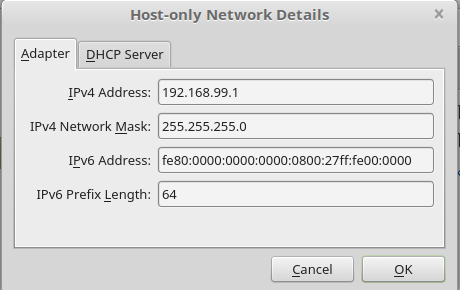 Host-only Network Details ×
Adapter DHCP Server
IPv4 Address: 192.168.99.1
IPv4 Network Mask: 255.255.255.0
IPv6 Address: fe80:0000:0000:0000:0800:27ff:fe00:0000
IPv6 Prefix Length: 64
Cancel OK